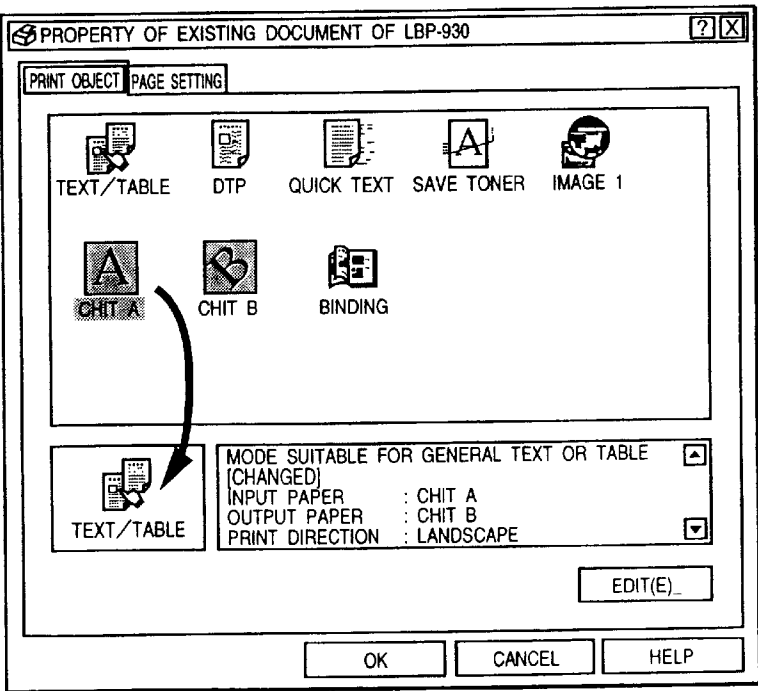 PROPERTY OF EXISTING DOCUMENT OF LBP-930 ? X
PRINT OBJECT PAGE SETTING
TEXT/TABLE DTP QUICK TEXT SAVE TONER IMAGE 1
A
A B
CHIT A CHIT B BINDING
TEXT/TABLE
MODE SUITABLE FOR GENERAL TEXT OR TABLE
[CHANGED]
INPUT PAPER : CHIT A
OUTPUT PAPER : CHIT B
PRINT DIRECTION : LANDSCAPE
EDIT(E)_
OK CANCEL HELP